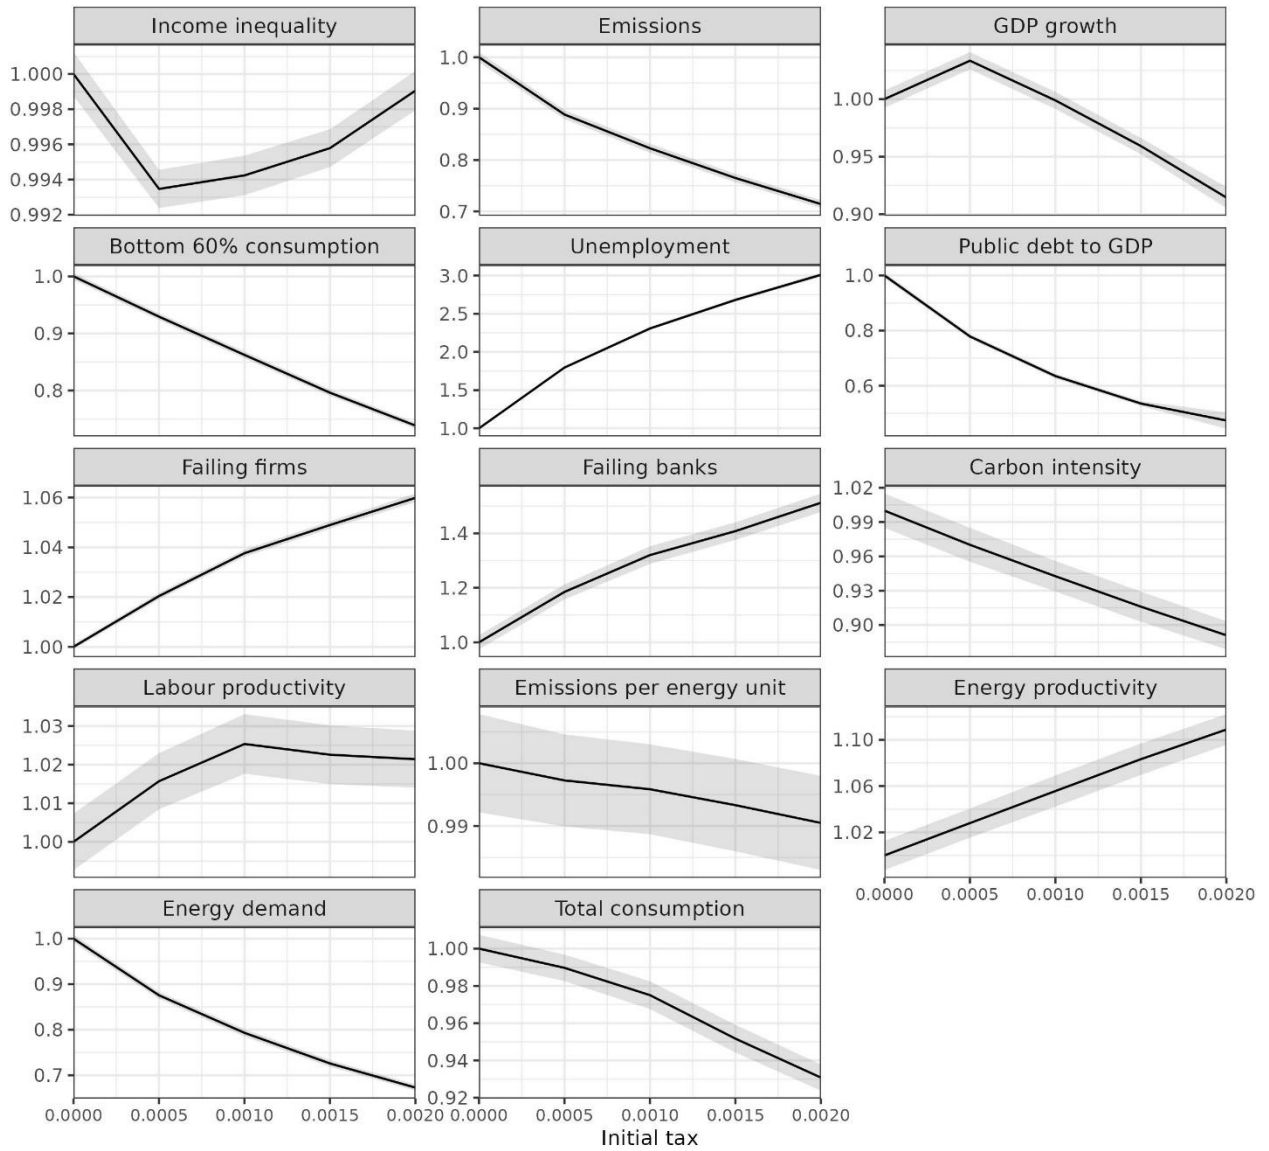 Income inequality
1.000
0.998
0.996
0.994
0.992
Emissions
1.0
0.9
0.8
0.7
GDP growth
1.00
0.95
0.90
Bottom 60% consumption
1.0
0.9
0.8
Unemployment
3.0
2.5
2.0
1.5
1.0
Public debt to GDP
1.0
0.8
0.6
Failing firms
1.06
1.04
1.02
1.00
Failing banks
1.4
1.2
1.0
Carbon intensity
1.02
0.99
0.96
0.93
0.90
Labour productivity
1.03
1.02
1.01
1.00
Emissions per energy unit
1.00
0.99
Energy productivity
1.10
1.06
1.02
0.0000 0.0005 0.0010 0.0015 0.0020
Energy demand
1.0
0.9
0.8
0.7
0.0000 0.0005 0.0010 0.0015 0.0020
Total consumption
1.00
0.98
0.96
0.94
0.92
0.0000 0.0005 0.0010 0.0015 0.0020
Initial tax